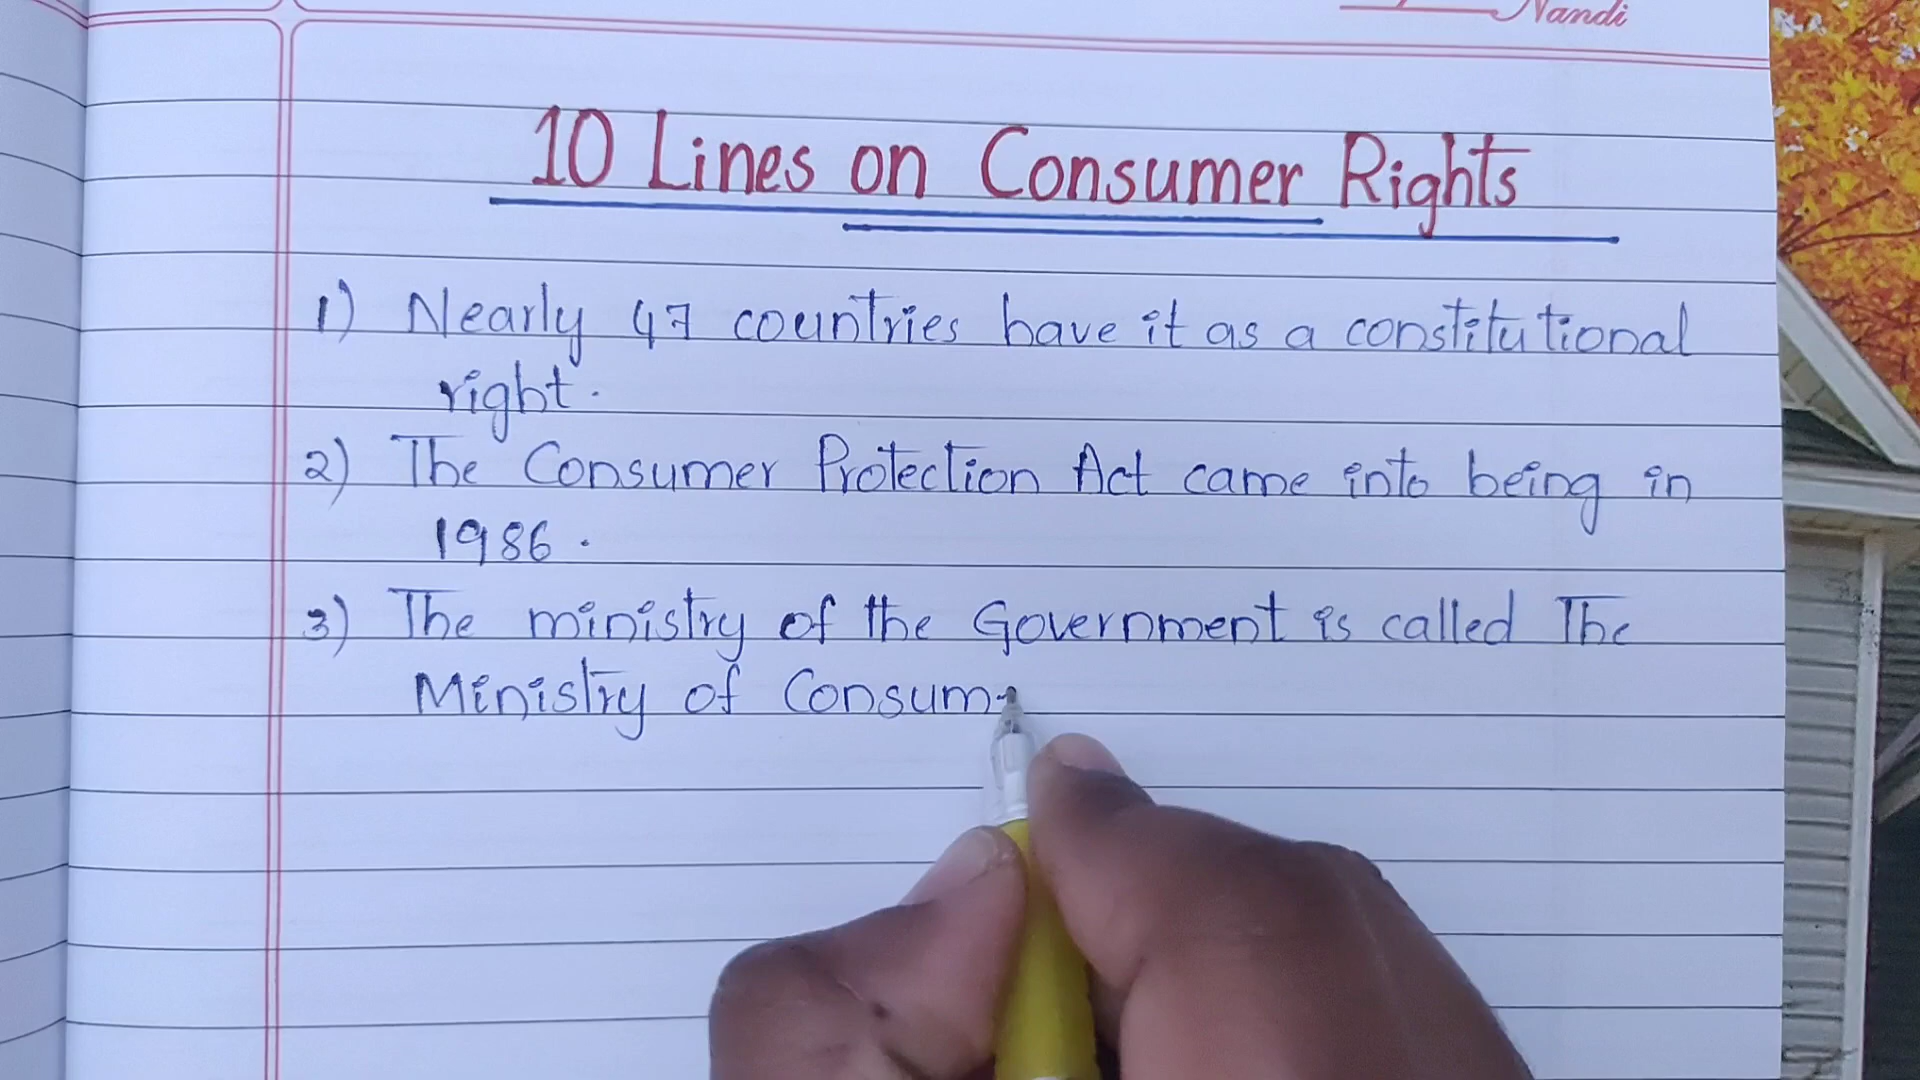 Nandi
10 Lines on Consumer Rights
1) Nearly 47 countries have it as a constitutional
right.
2) The Consumer Protection Act came into being in
1986.
3) The ministry of the Government is called The
Ministry of Consum